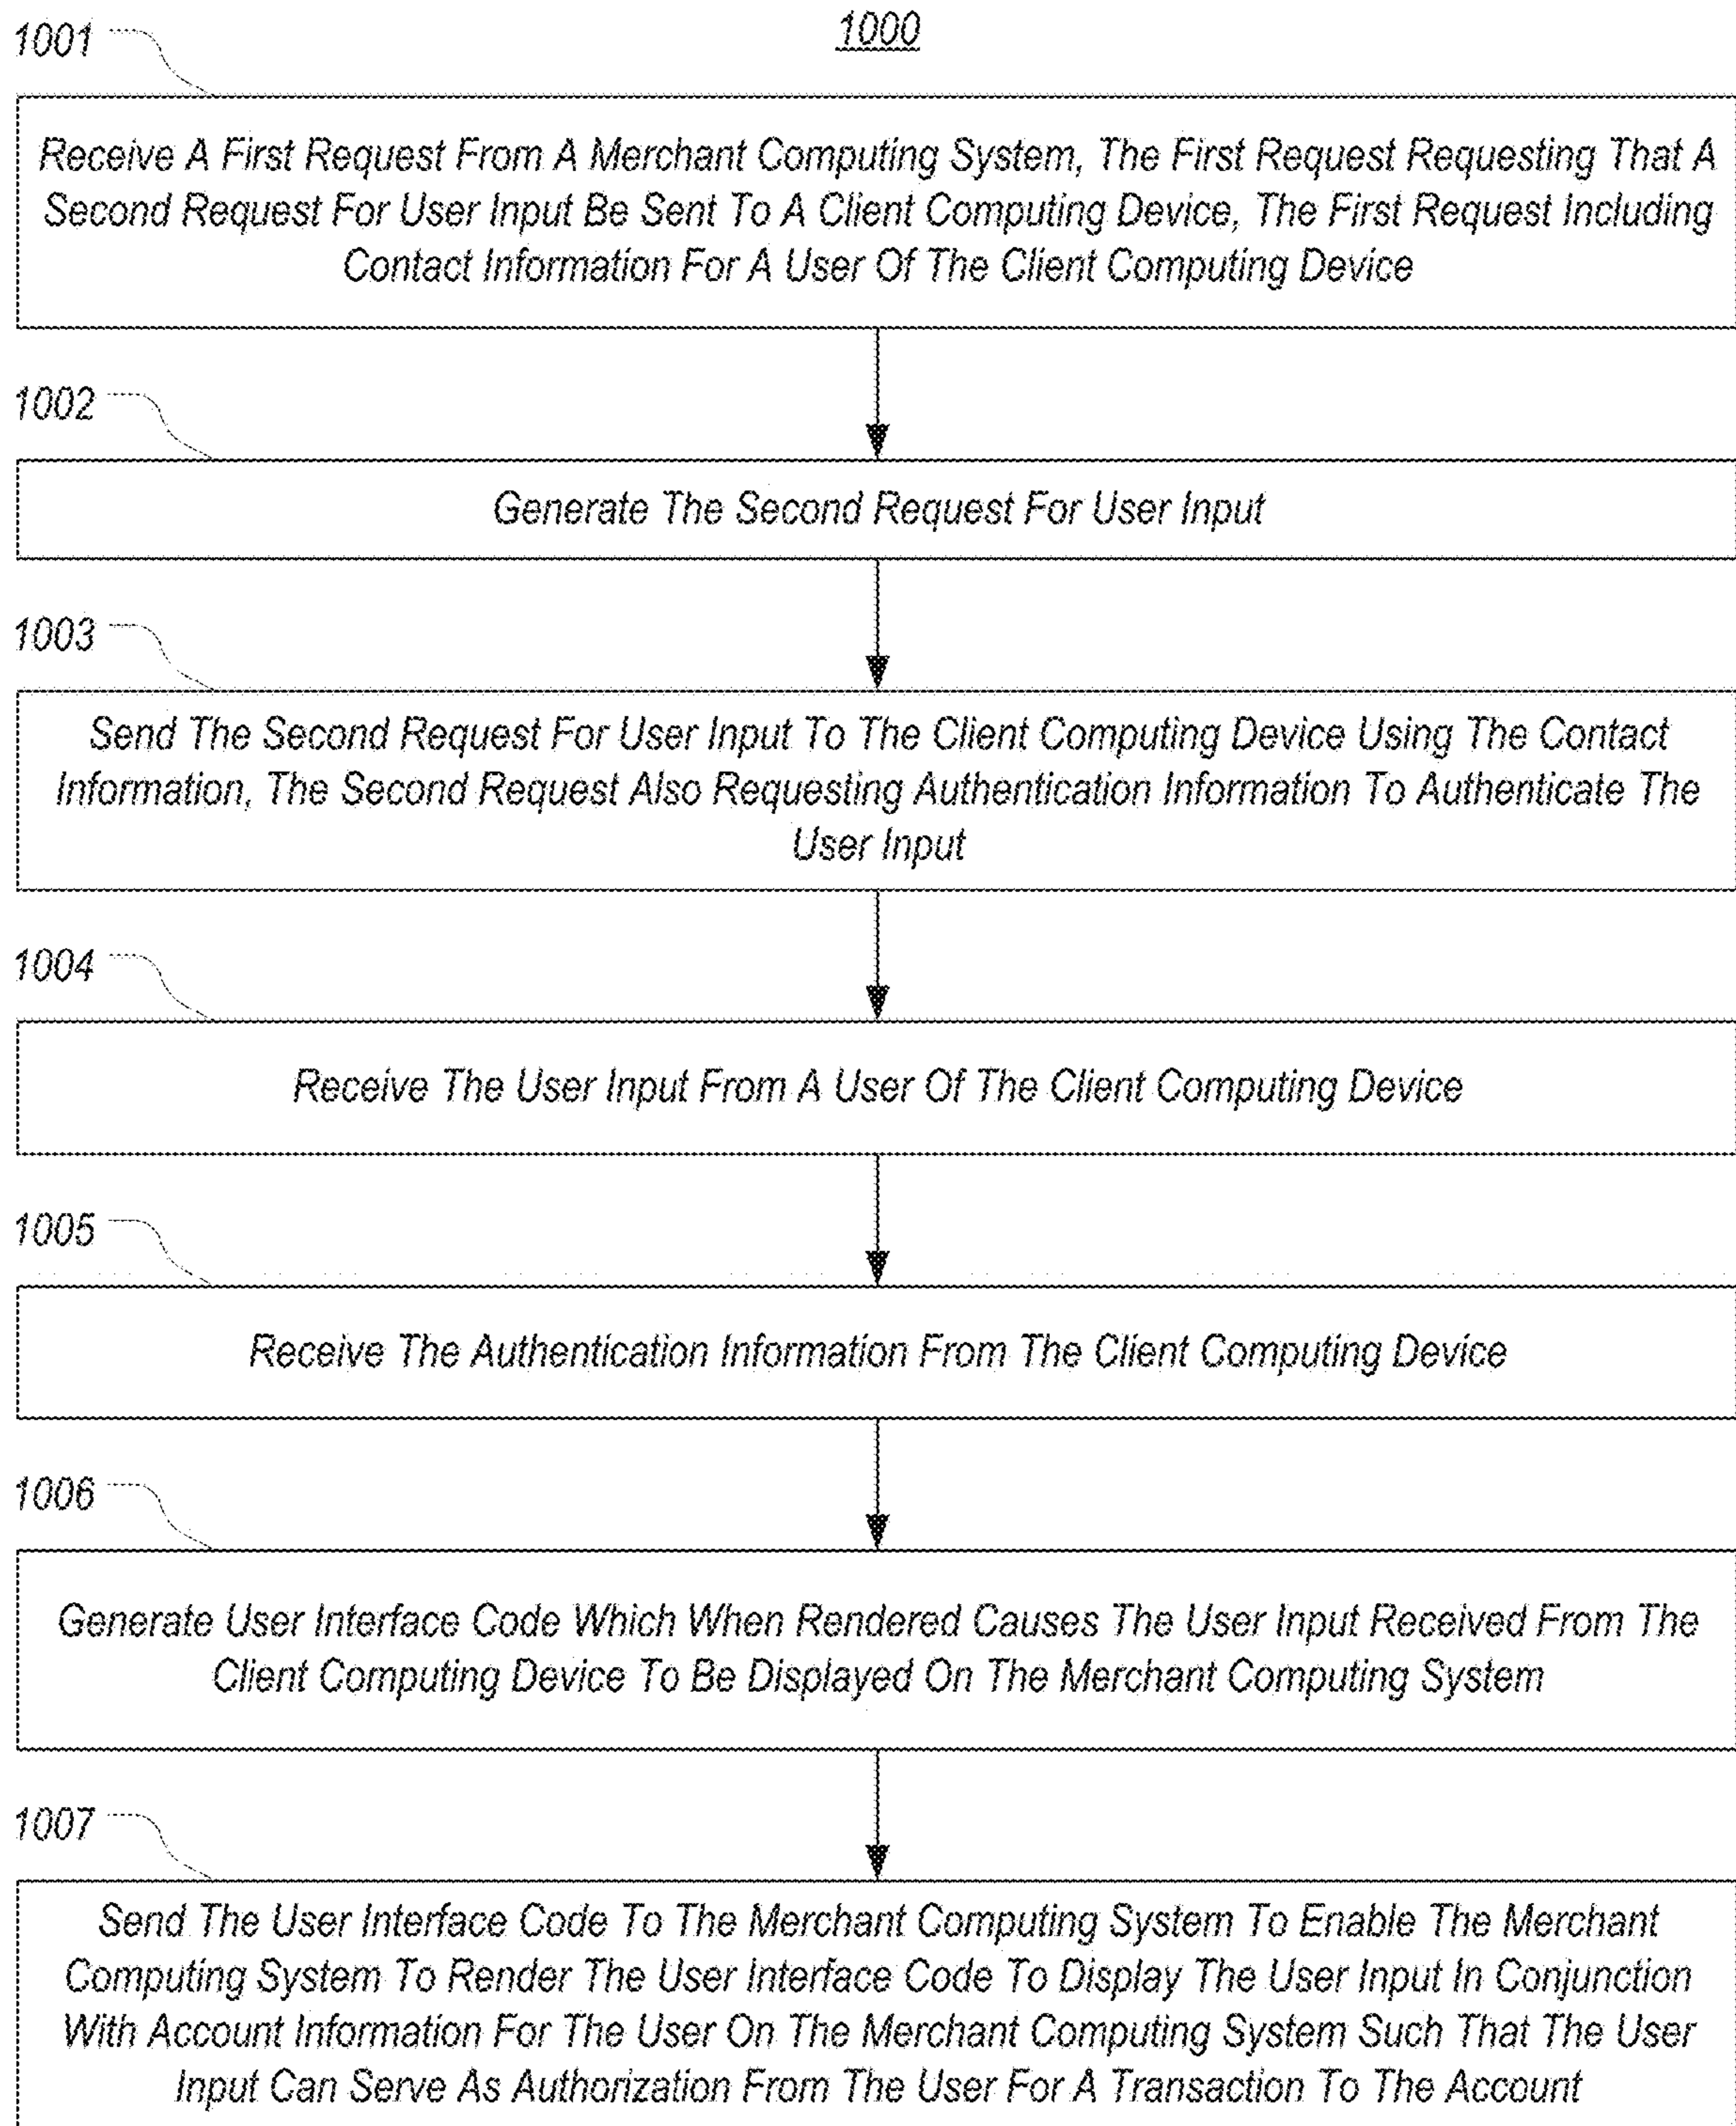 1000
1001
Receive A First Request From A Merchant Computing System, The First Request Requesting That A
Second Request For User Input Be Sent To A Client Computing Device, The First Request Including
Contact Information For A User Of The Client Computing Device
1002
Generate The Second Request For User Input
1003
Send The Second Request For User Input To The Client Computing Device Using The Contact
Information, The Second Request Also Requesting Authentication Information To Authenticate The
User Input
1004
Receive The User Input From A User Of The Client Computing Device
1005
Receive The Authentication Information From The Client Computing Device
1006
Generate User Interface Code Which When Rendered Causes The User Input Received From The
Client Computing Device To Be Displayed On The Merchant Computing System
1007
Send The User Interface Code To The Merchant Computing System To Enable The Merchant
Computing System To Render The User Interface Code To Display The User Input In Conjunction
With Account Information For The User On The Merchant Computing System Such That The User
Input Can Serve As Authorization From The User For A Transaction To The Account